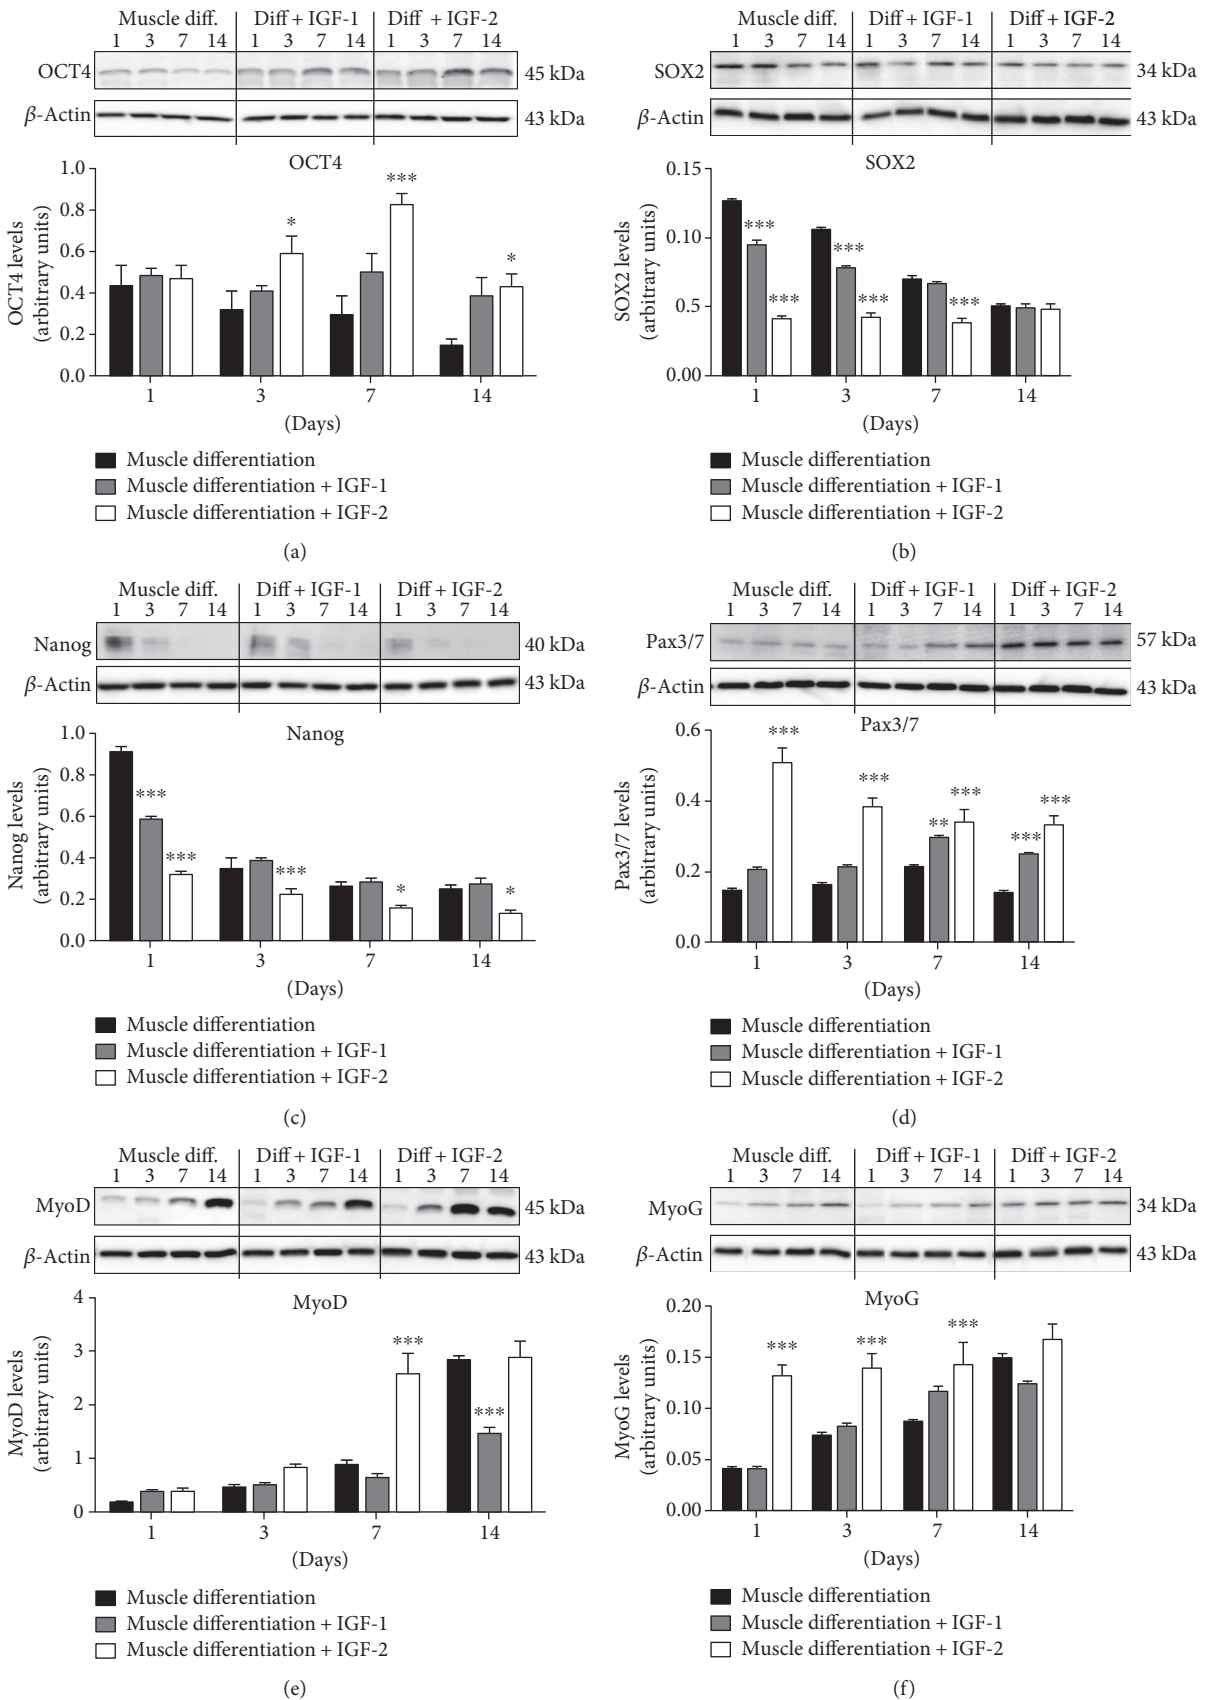 Muscle diff. Diff + IGF-1 Diff + IGF-2
1 3 7 14 1 3 7 14 1 3 7 14
OCT4 45 kDa
β-Actin 43 kDa
OCT4
OCT4 levels
(arbitrary units)
1.0
0.8
0.6
0.4
0.2
0.0
* *** *
1 3 7 14
(Days)
Muscle differentiation
Muscle differentiation + IGF-1
Muscle differentiation + IGF-2
(a)
Muscle diff. Diff + IGF-1 Diff + IGF-2
1 3 7 14 1 3 7 14 1 3 7 14
SOX2 34 kDa
β-Actin 43 kDa
SOX2
SOX2 levels
(arbitrary units)
0.15
0.10
0.5
0.00
*** *** *** *** ***
1 3 7 14
(Days)
Muscle differentiation
Muscle differentiation + IGF-1
Muscle differentiation + IGF-2
(b)
Muscle diff. Diff + IGF-1 Diff + IGF-2
1 3 7 14 1 3 7 14 1 3 7 14
Nanog 40 kDa
β-Actin 43 kDa
Nanog
Nanog levels
(arbitrary units)
1.0
0.8
0.6
0.4
0.2
0.0
*** *** *** * *
1 3 7 14
(Days)
Muscle differentiation
Muscle differentiation + IGF-1
Muscle differentiation + IGF-2
(c)
Muscle diff. Diff + IGF-1 Diff + IGF-2
1 3 7 14 1 3 7 14 1 3 7 14
Pax3/7 57 kDa
β-Actin 43 kDa
Pax3/7
Pax3/7 levels
(arbitrary units)
0.6
0.4
0.2
0.0
*** *** ** *** *** ***
1 3 7 14
(Days)
Muscle differentiation
Muscle differentiation + IGF-1
Muscle differentiation + IGF-2
(d)
Muscle diff. Diff + IGF-1 Diff + IGF-2
1 3 7 14 1 3 7 14 1 3 7 14
MyoD 45 kDa
β-Actin 43 kDa
MyoD
MyoD levels
(arbitrary units)
4
3
2
1
0
*** ***
1 3 7 14
(Days)
Muscle differentiation
Muscle differentiation + IGF-1
Muscle differentiation + IGF-2
(e)
Muscle diff. Diff + IGF-1 Diff + IGF-2
1 3 7 14 1 3 7 14 1 3 7 14
MyoG 34 kDa
β-Actin 43 kDa
MyoG
MyoG levels
(arbitrary units)
0.20
0.15
0.10
0.05
0.00
*** *** ***
1 3 7 14
(Days)
Muscle differentiation
Muscle differentiation + IGF-1
Muscle differentiation + IGF-2
(f)